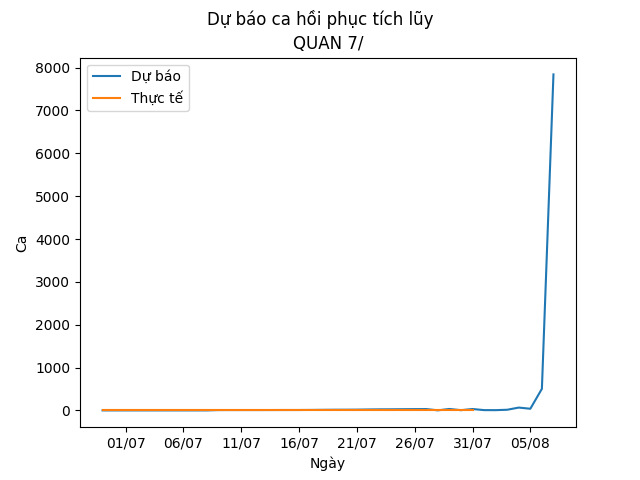 Dự báo ca hồi phục tích lũy
QUAN 7/
Dự báo
Thực tế
8000
7000
6000
5000
4000
3000
2000
1000
0
Ca
01/07 06/07 11/07 16/07 21/07 26/07 31/07 05/08
Ngày